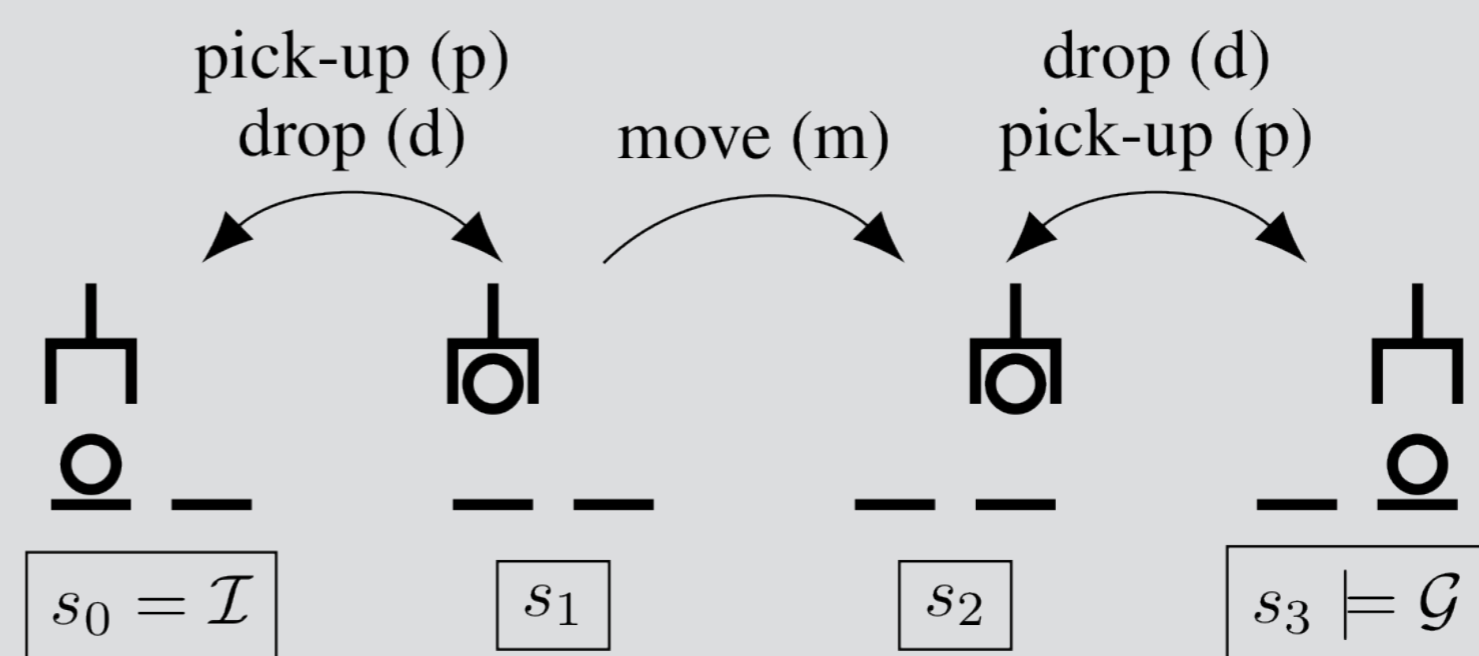 pick-up (p)
drop (d)
move (m)
drop (d)
pick-up (p)
s₀ = ℐ
s₁
s₂
s₃ ⊨ 𝒢